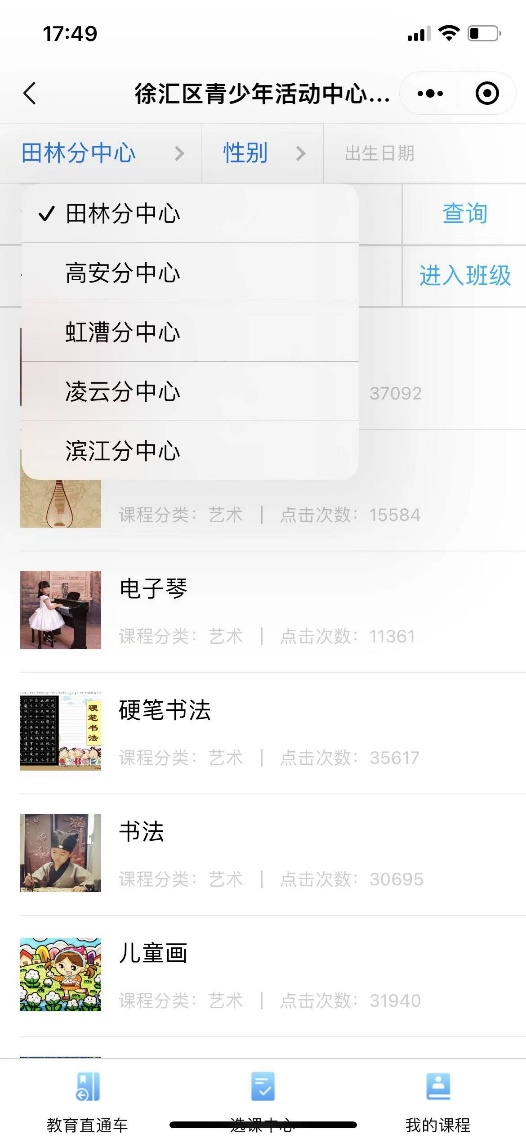 17:49
徐汇区青少年活动中心...
田林分中心
性别
出生日期
✓ 田林分中心
查询
高安分中心
进入班级
虹漕分中心
凌云分中心
37092
滨江分中心
课程分类：艺术 | 点击次数：15584
电子琴
课程分类：艺术 | 点击次数：11361
硬笔书法
硬笔书法
课程分类：艺术 | 点击次数：35617
书法
课程分类：艺术 | 点击次数：30695
儿童画
课程分类：艺术 | 点击次数：31940
教育直通车
选课中心
我的课程